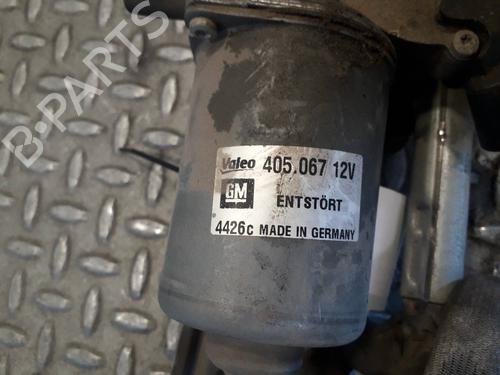 B-PARTS
Valeo 405.067 12V
GM ENTSTÖRT
4426c MADE IN GERMANY